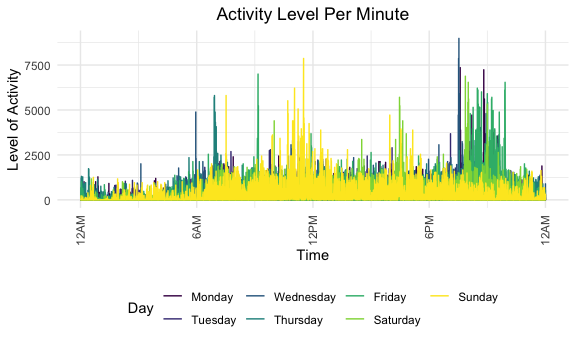 Activity Level Per Minute
Level of Activity
7500
5000
2500
0
12AM
6AM
12PM
6PM
12AM
Time
Day
Monday
Wednesday
Friday
Sunday
Tuesday
Thursday
Saturday